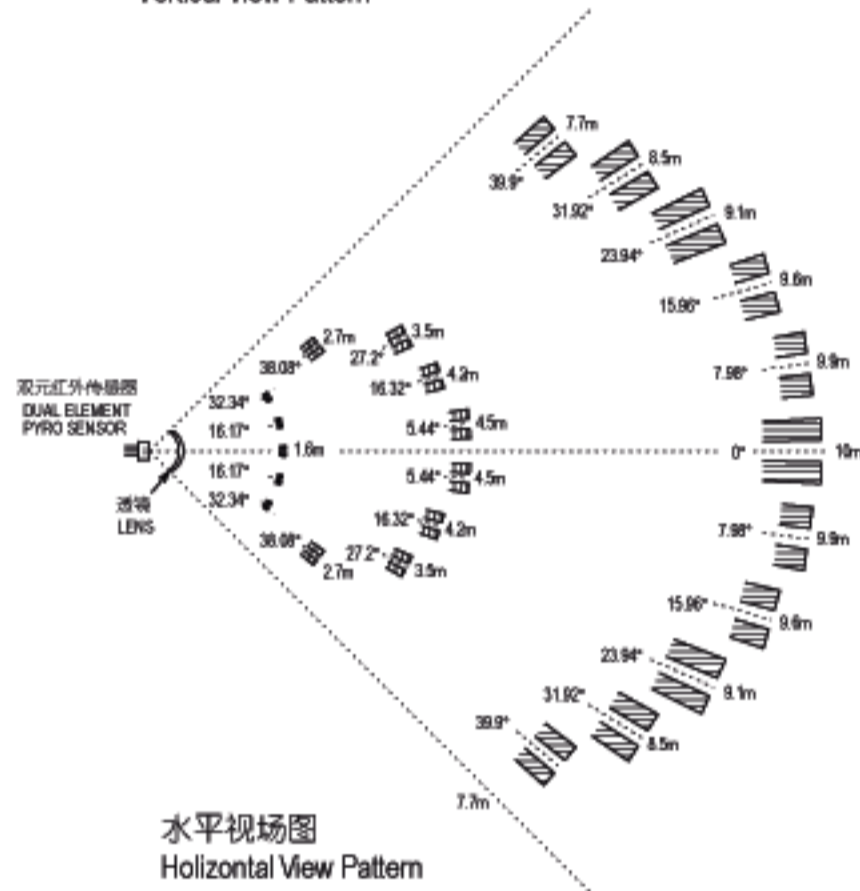 Vertical View Pattern
7.7m
8.5m
39.9°
31.92°
9.1m
23.94°
9.6m
15.96°
2.7m
3.5m
27.2°
38.08°
9.9m
7.98°
4.2m
16.32°
双元红外传感器
DUAL ELEMENT
PYRO SENSOR
32.34°
16.17°
5.44°
4.5m
1.6m
0°
10m
16.17°
5.44°
4.5m
透镜
LENS
32.34°
16.32°
4.2m
7.98°
9.9m
38.08°
27.2°
2.7m
3.5m
15.96°
9.6m
23.94°
9.1m
31.92°
39.9°
8.5m
7.7m
水平视场图
Holizontal View Pattern